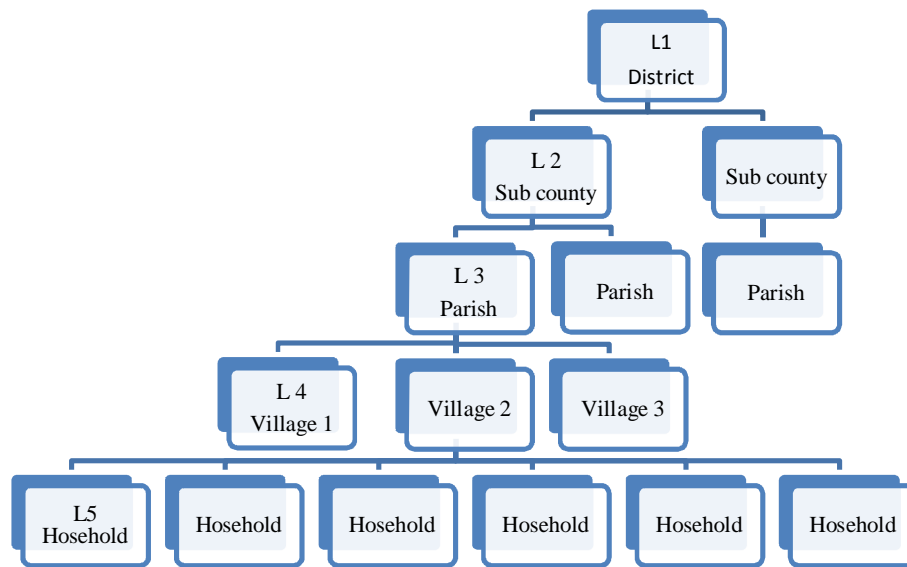 L1
District
L 2
Sub county
Sub county
L 3
Parish
Parish
Parish
L 4
Village 1
Village 2
Village 3
L5
Hosehold
Hosehold
Hosehold
Hosehold
Hosehold
Hosehold